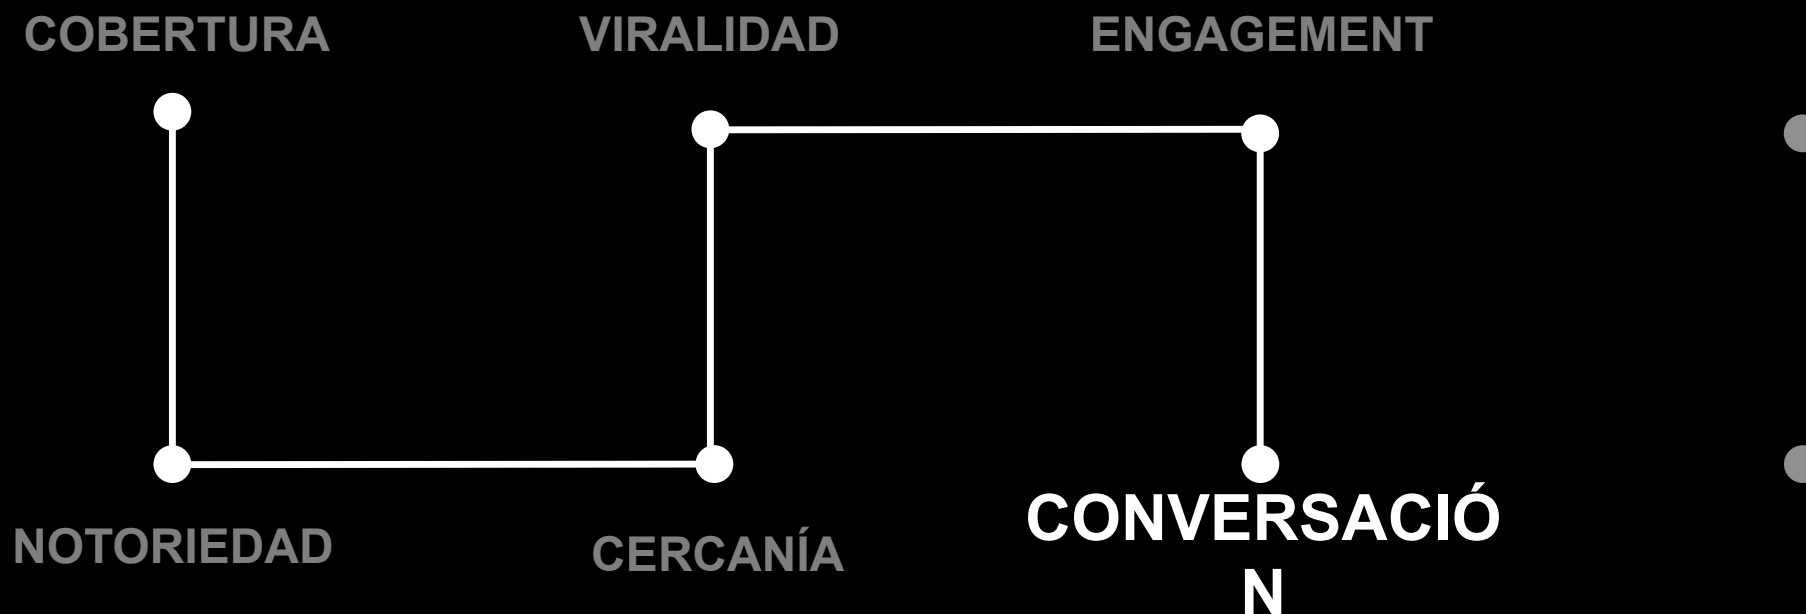 COBERTURA
VIRALIDAD
ENGAGEMENT
NOTORIEDAD
CERCANÍA
CONVERSACIÓ
N